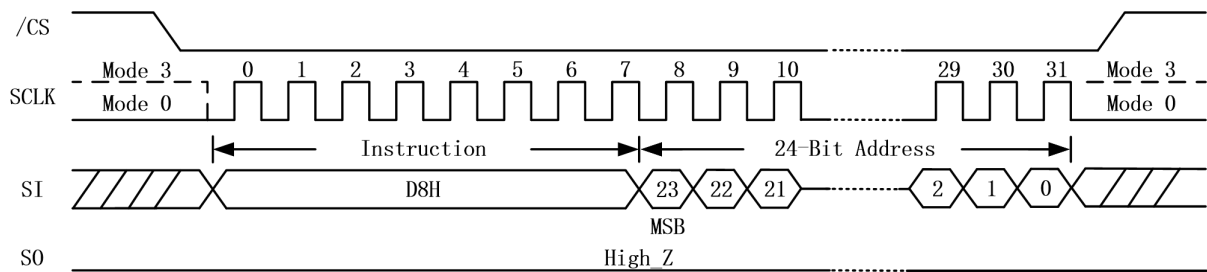 /CS
Mode 3 0 1 2 3 4 5 6 7 8 9 10 29 30 31 Mode 3
SCLK
Mode 0 Mode 0
Instruction 24-Bit Address
SI D8H 23 22 21 2 1 0
MSB
SO High_Z